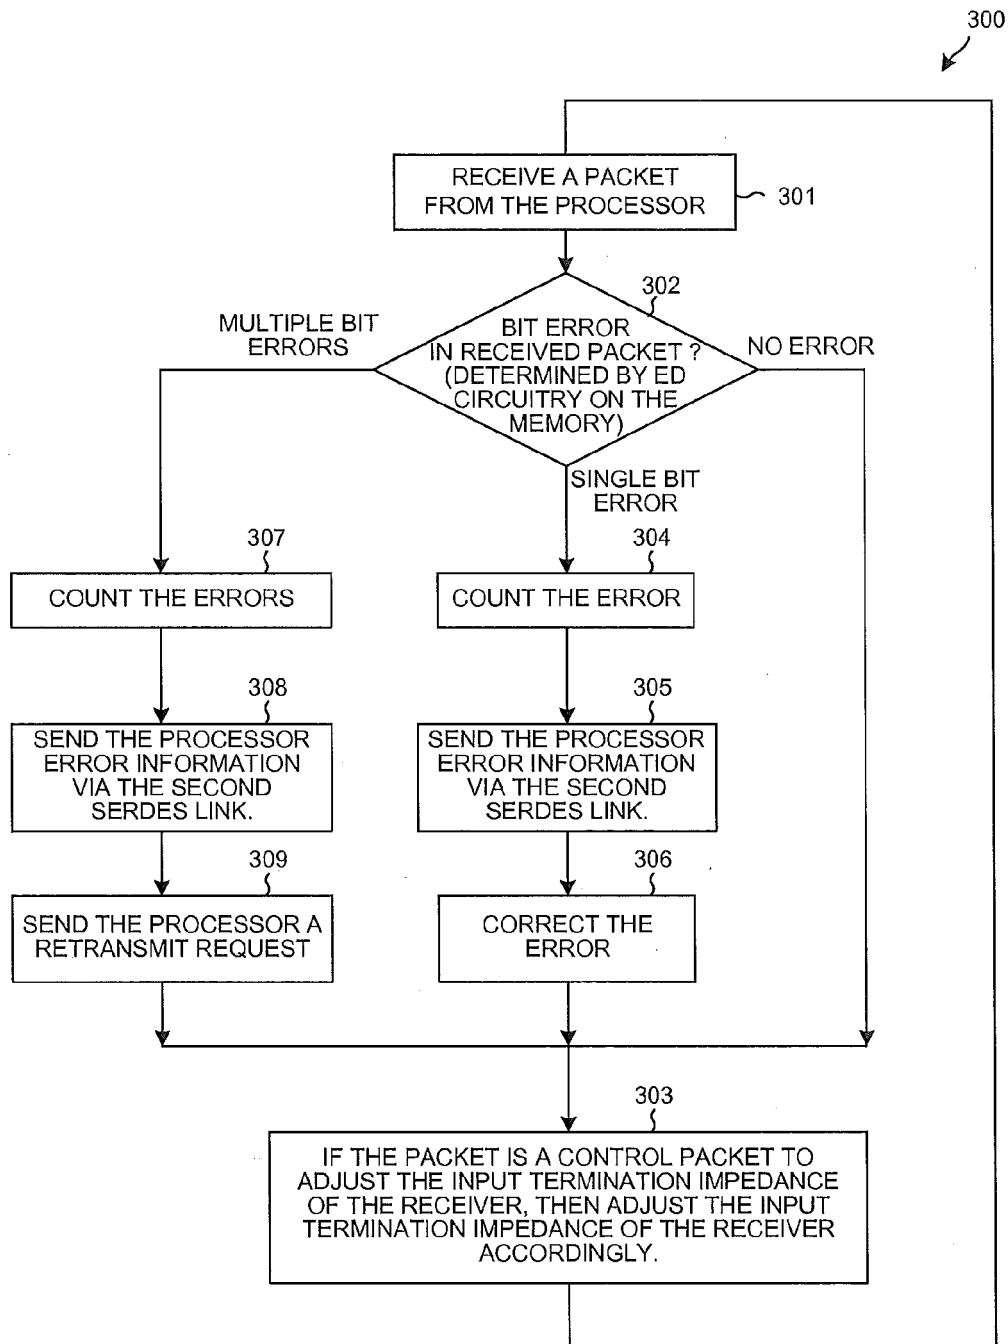 300
RECEIVE A PACKET
FROM THE PROCESSOR
301
302
BIT ERROR
IN RECEIVED PACKET ?
(DETERMINED BY ED
CIRCUITRY ON THE
MEMORY)
MULTIPLE BIT
ERRORS
NO ERROR
SINGLE BIT
ERROR
307
COUNT THE ERRORS
304
COUNT THE ERROR
308
SEND THE PROCESSOR
ERROR INFORMATION
VIA THE SECOND
SERDES LINK.
305
SEND THE PROCESSOR
ERROR INFORMATION
VIA THE SECOND
SERDES LINK.
309
SEND THE PROCESSOR A
RETRANSMIT REQUEST
306
CORRECT THE
ERROR
303
IF THE PACKET IS A CONTROL PACKET TO
ADJUST THE INPUT TERMINATION IMPEDANCE
OF THE RECEIVER, THEN ADJUST THE INPUT
TERMINATION IMPEDANCE OF THE RECEIVER
ACCORDINGLY.